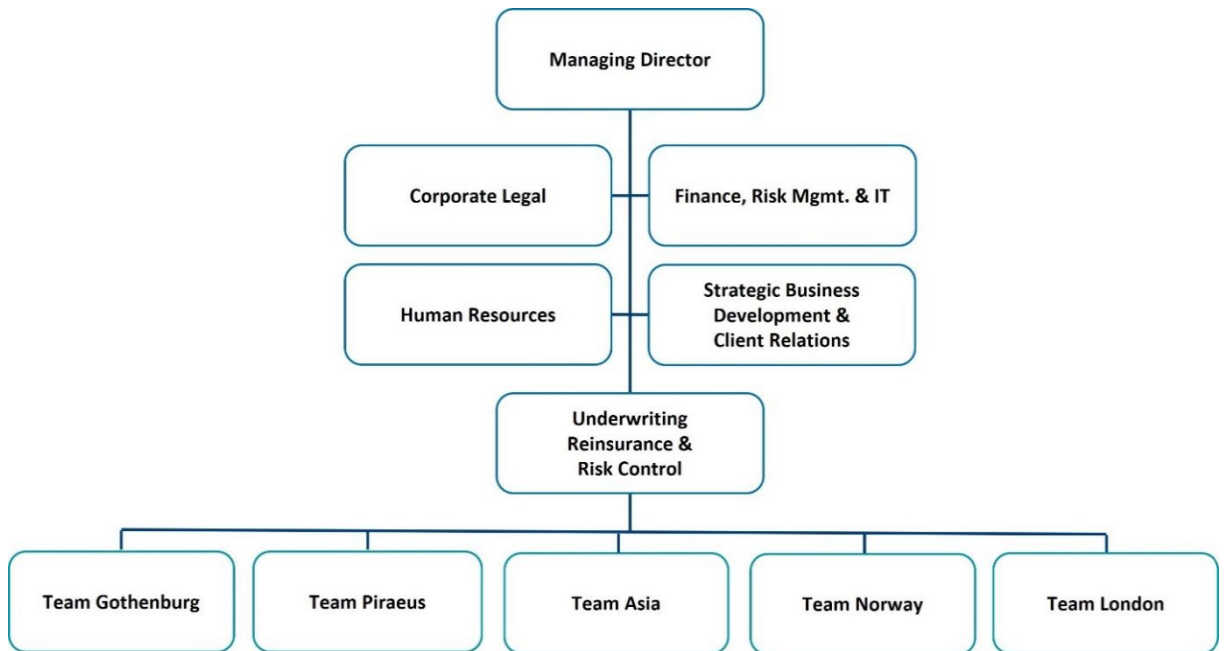 Managing Director
Corporate Legal
Finance, Risk Mgmt. & IT
Human Resources
Strategic Business
Development &
Client Relations
Underwriting
Reinsurance &
Risk Control
Team Gothenburg
Team Piraeus
Team Asia
Team Norway
Team London